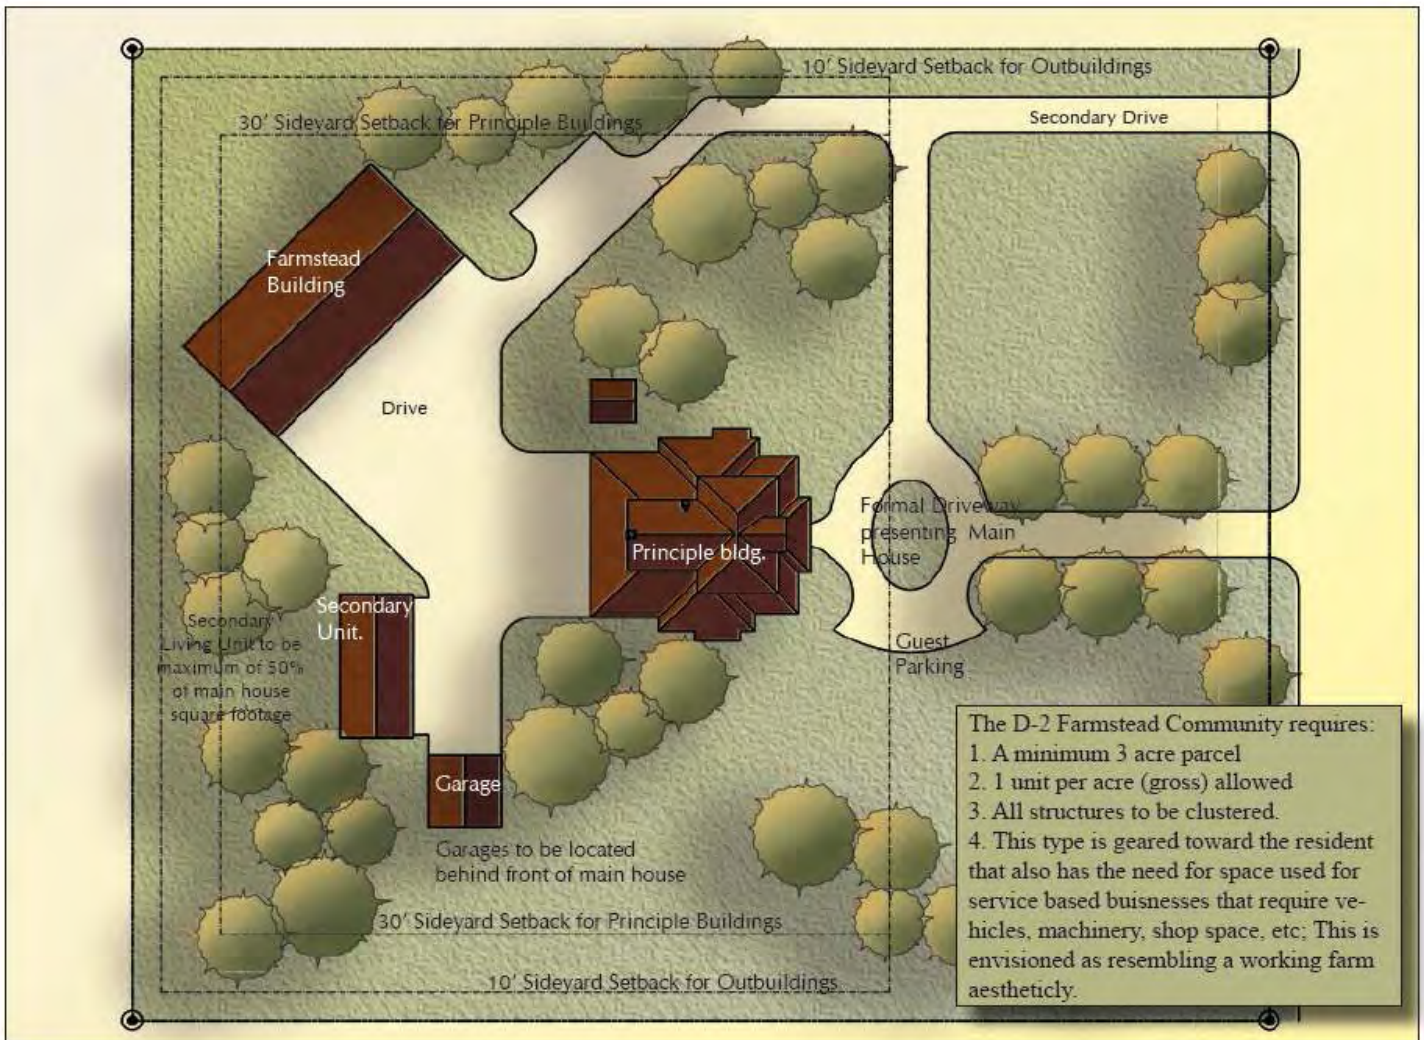 10' Sideyard Setback for Outbuildings
30' Sideyard Setback for Principle Buildings
Secondary Drive
Farmstead
Building
Drive
Formal Driveway
presenting Main
House
Principle bldg.
Secondary
Unit.
Secondary
Living Unit to be
maximum of 50%
of main house
square footage
Guest
Parking
Garage
Garages to be located
behind front of main house
30' Sideyard Setback for Principle Buildings
10' Sideyard Setback for Outbuildings
The D-2 Farmstead Community requires:
1. A minimum 3 acre parcel
2. 1 unit per acre (gross) allowed
3. All structures to be clustered.
4. This type is geared toward the resident
that also has the need for space used for
service based buisnesses that require ve-
hicles, machinery, shop space, etc; This is
envisioned as resembling a working farm
aestheticly.